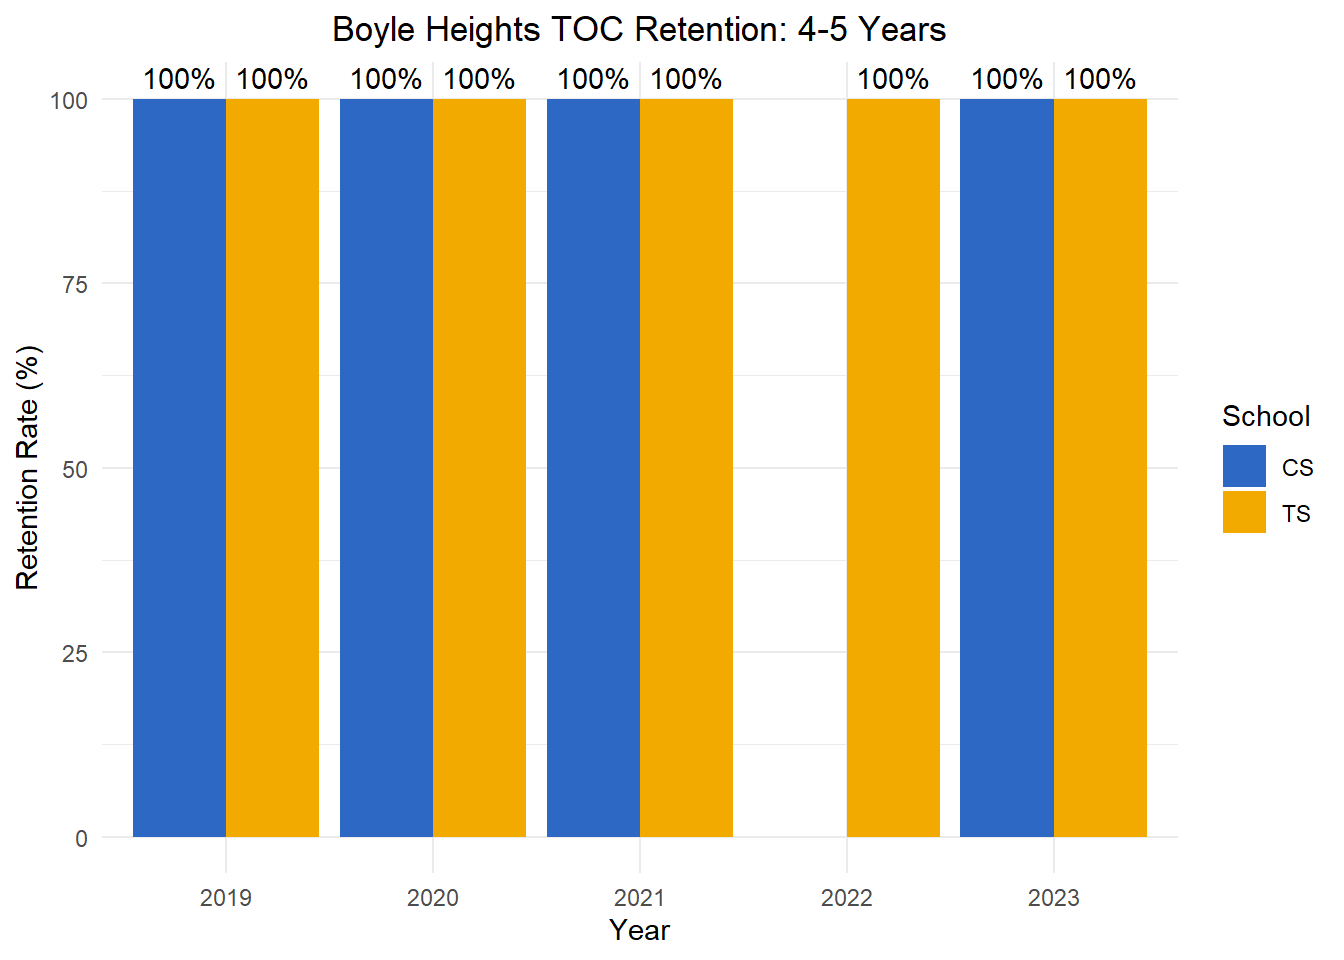 Boyle Heights TOC Retention: 4-5 Years
100% 100% 100% 100% 100% 100% 100% 100% 100%
100
75
50
25
0
Retention Rate (%)
2019 2020 2021 2022 2023
Year
School
CS
TS